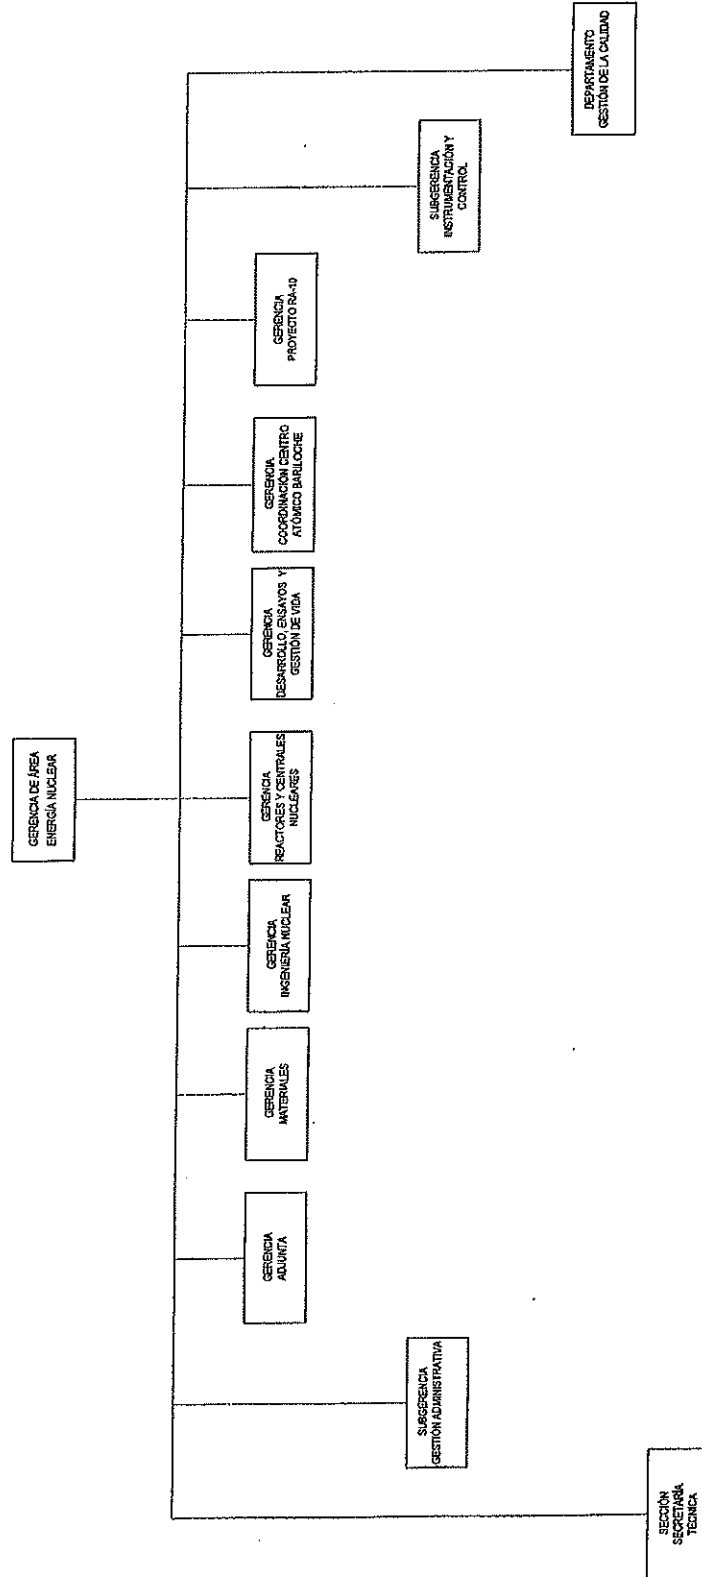 GERENCIA DE ÁREA
ENERGÍA NUCLEAR
SECCIÓN
SECRETARÍA
TÉCNICA
SUBGERENCIA
GESTIÓN ADMINISTRATIVA
GERENCIA
ADJUNTA
GERENCIA
MATERIALES
GERENCIA
INGENIERÍA NUCLEAR
GERENCIA
REACTORES Y CENTRALES
NUCLEARES
GERENCIA
DESARROLLO, ENSAYOS Y
GESTIÓN DE VIDA
GERENCIA
COORDINACIÓN CENTRO
ATÓMICO BARILOCHE
GERENCIA
PROYECTO RA-10
SUBGERENCIA
INSTRUMENTACIÓN Y
CONTROL
DEPARTAMENTO
GESTIÓN DE LA CALIDAD